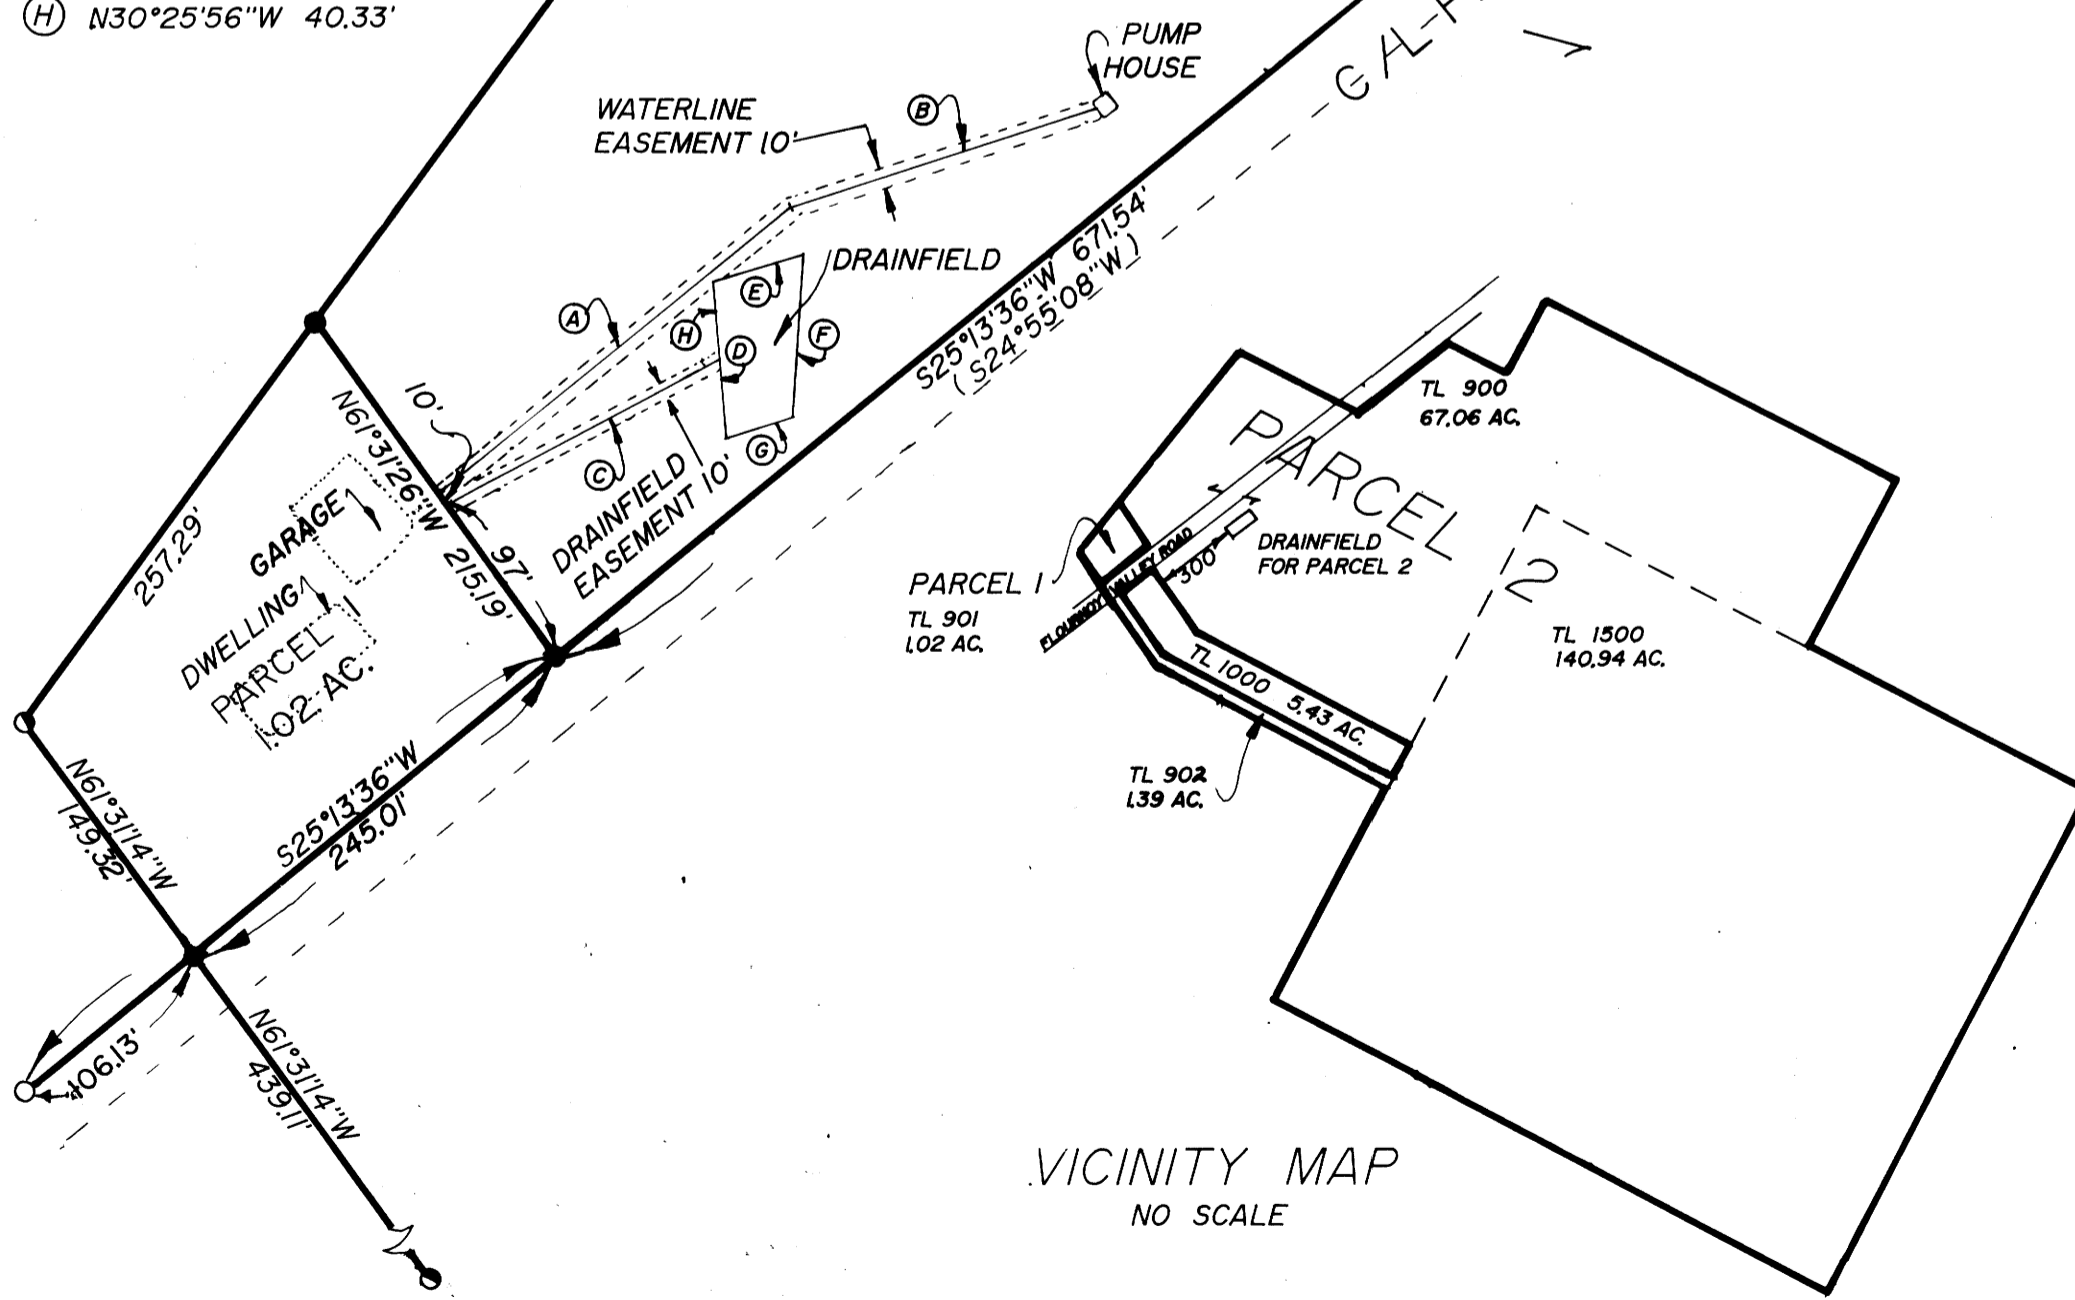 (H) N30°25'56"W 40.33'
PUMP
HOUSE
WATERLINE
EASEMENT 10'
(B)
DRAINFIELD
(E)
(A)
(H)
(D)
(F)
(C)
(G)
S25°13'36"W 671.54'
(S24°55'08"W)
10'
N61°31'26"W 215.19'
97'
DRAINFIELD
EASEMENT 10'
257.29'
GARAGE
DWELLING
PARCEL 1
1.02 AC.
N61°31'14"W
149.32'
S25°13'36"W
245.01'
406.13'
N61°31'14"W
439.11'
TL 900
67.06 AC.
PARCEL 2
DRAINFIELD
FOR PARCEL 2
300'
FLOURNOY VALLEY ROAD
PARCEL 1
TL 901
1.02 AC.
TL 1500
140.94 AC.
TL 1000 5.43 AC.
TL 902
1.39 AC.
VICINITY MAP
NO SCALE